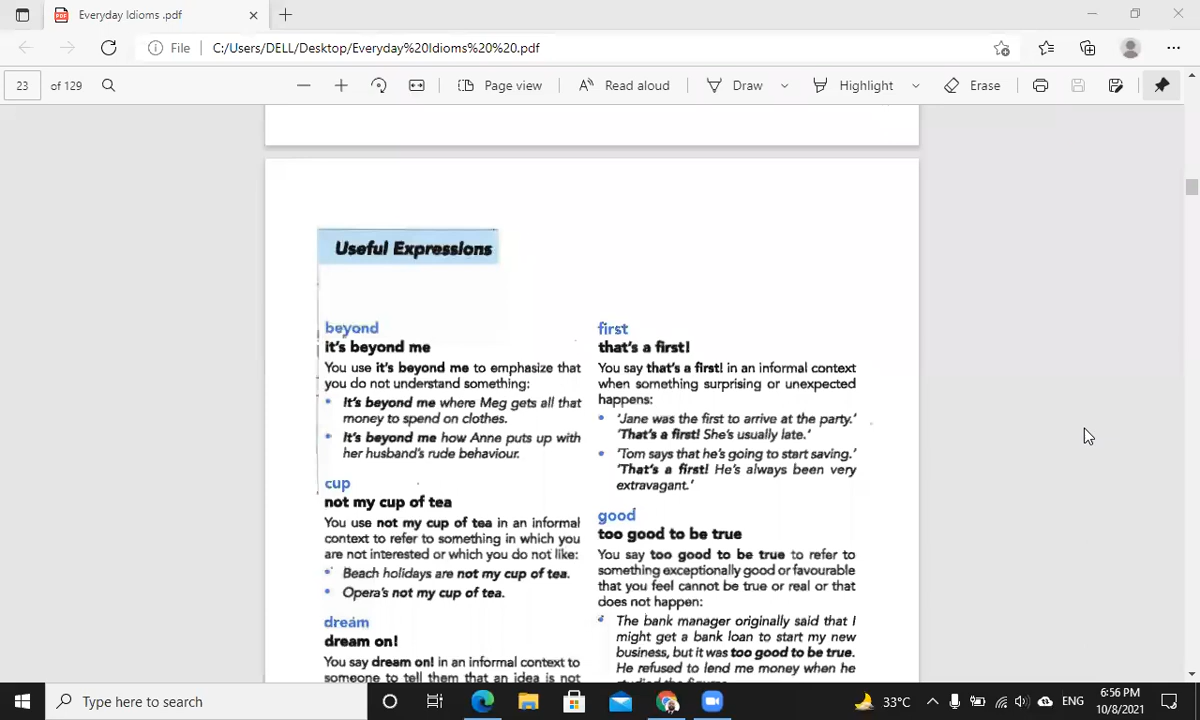 Everyday Idioms .pdf
File
C:/Users/DELL/Desktop/Everyday%20Idioms%20%20.pdf
23
of 129
Page view
Read aloud
Draw
Highlight
Erase
Useful Expressions
beyond
it's beyond me
You use it's beyond me to emphasize that
you do not understand something:
It's beyond me where Meg gets all that
money to spend on clothes.
It's beyond me how Anne puts up with
her husband's rude behaviour.
cup
not my cup of tea
You use not my cup of tea in an informal
context to refer to something in which you
are not interested or which you do not like:
Beach holidays are not my cup of tea.
Opera's not my cup of tea.
dream
dream on!
You say dream on! in an informal context to
someone to tell them that an idea is not
first
that's a first!
You say that's a first! in an informal context
when something surprising or unexpected
happens:
'Jane was the first to arrive at the party.'
'That's a first! She's usually late.'
'Tom says that he's going to start saving.'
'That's a first! He's always been very
extravagant.'
good
too good to be true
You say too good to be true to refer to
something exceptionally good or favourable
that you feel cannot be true or real or that
does not happen:
The bank manager originally said that I
might get a bank loan to start my new
business, but it was too good to be true.
He refused to lend me money when he
Type here to search
33°C
ENG
6:56 PM
10/8/2021